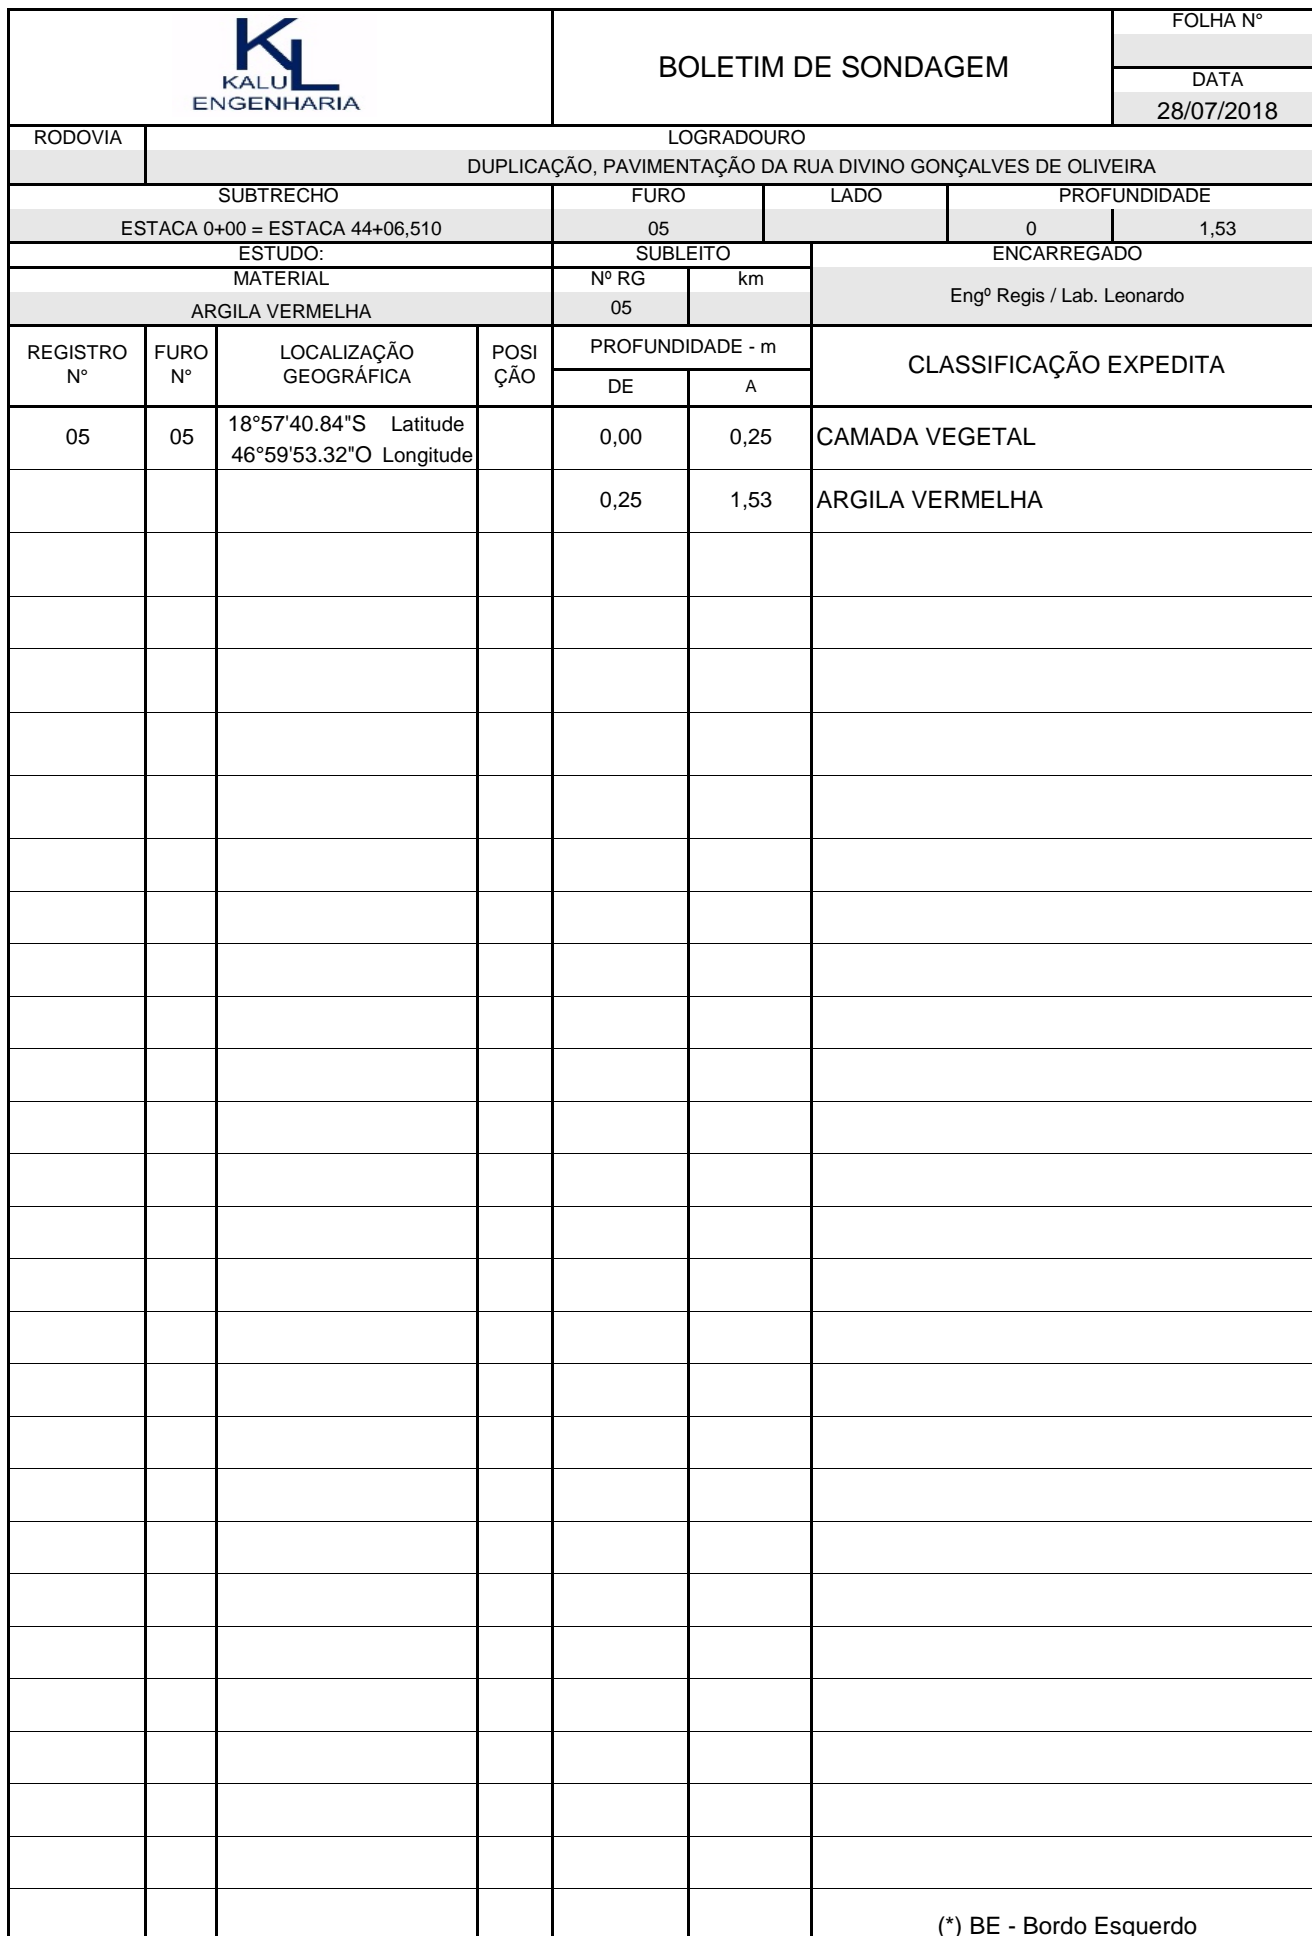 KL
KALU
ENGENHARIA
BOLETIM DE SONDAGEM
FOLHA N°
DATA
28/07/2018
RODOVIA
LOGRADOURO
DUPLICAÇÃO, PAVIMENTAÇÃO DA RUA DIVINO GONÇALVES DE OLIVEIRA
SUBTRECHO FURO LADO PROFUNDIDADE
ESTACA 0+00 = ESTACA 44+06,510 05 0 1,53
ESTUDO: SUBLEITO ENCARREGADO
MATERIAL Nº RG km
ARGILA VERMELHA 05 Engº Regis / Lab. Leonardo
REGISTRO N° FURO N° LOCALIZAÇÃO GEOGRÁFICA POSI ÇÃO PROFUNDIDADE - m CLASSIFICAÇÃO EXPEDITA
DE A
05 05 18°57'40.84"S Latitude 0,00 0,25 CAMADA VEGETAL
46°59'53.32"O Longitude
0,25 1,53 ARGILA VERMELHA
(*) BE - Bordo Esquerdo